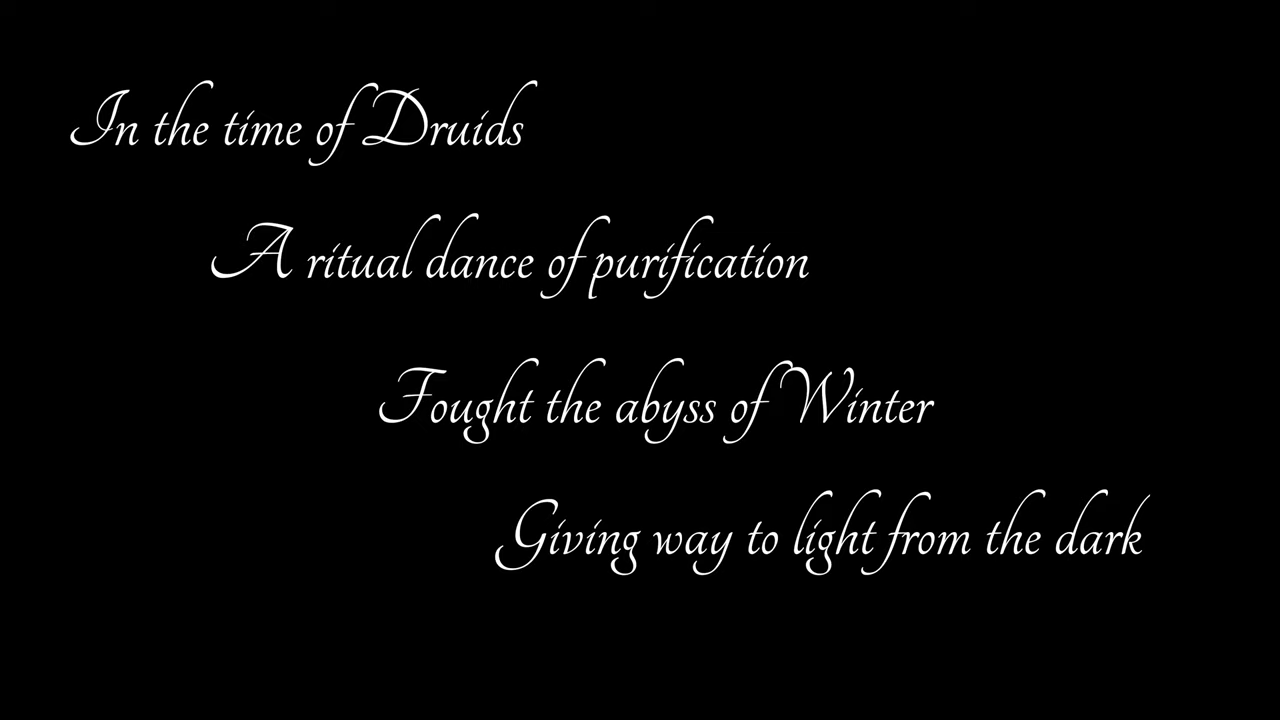 In the time of Druids
A ritual dance of purification
Fought the abyss of Winter
Giving way to light from the dark